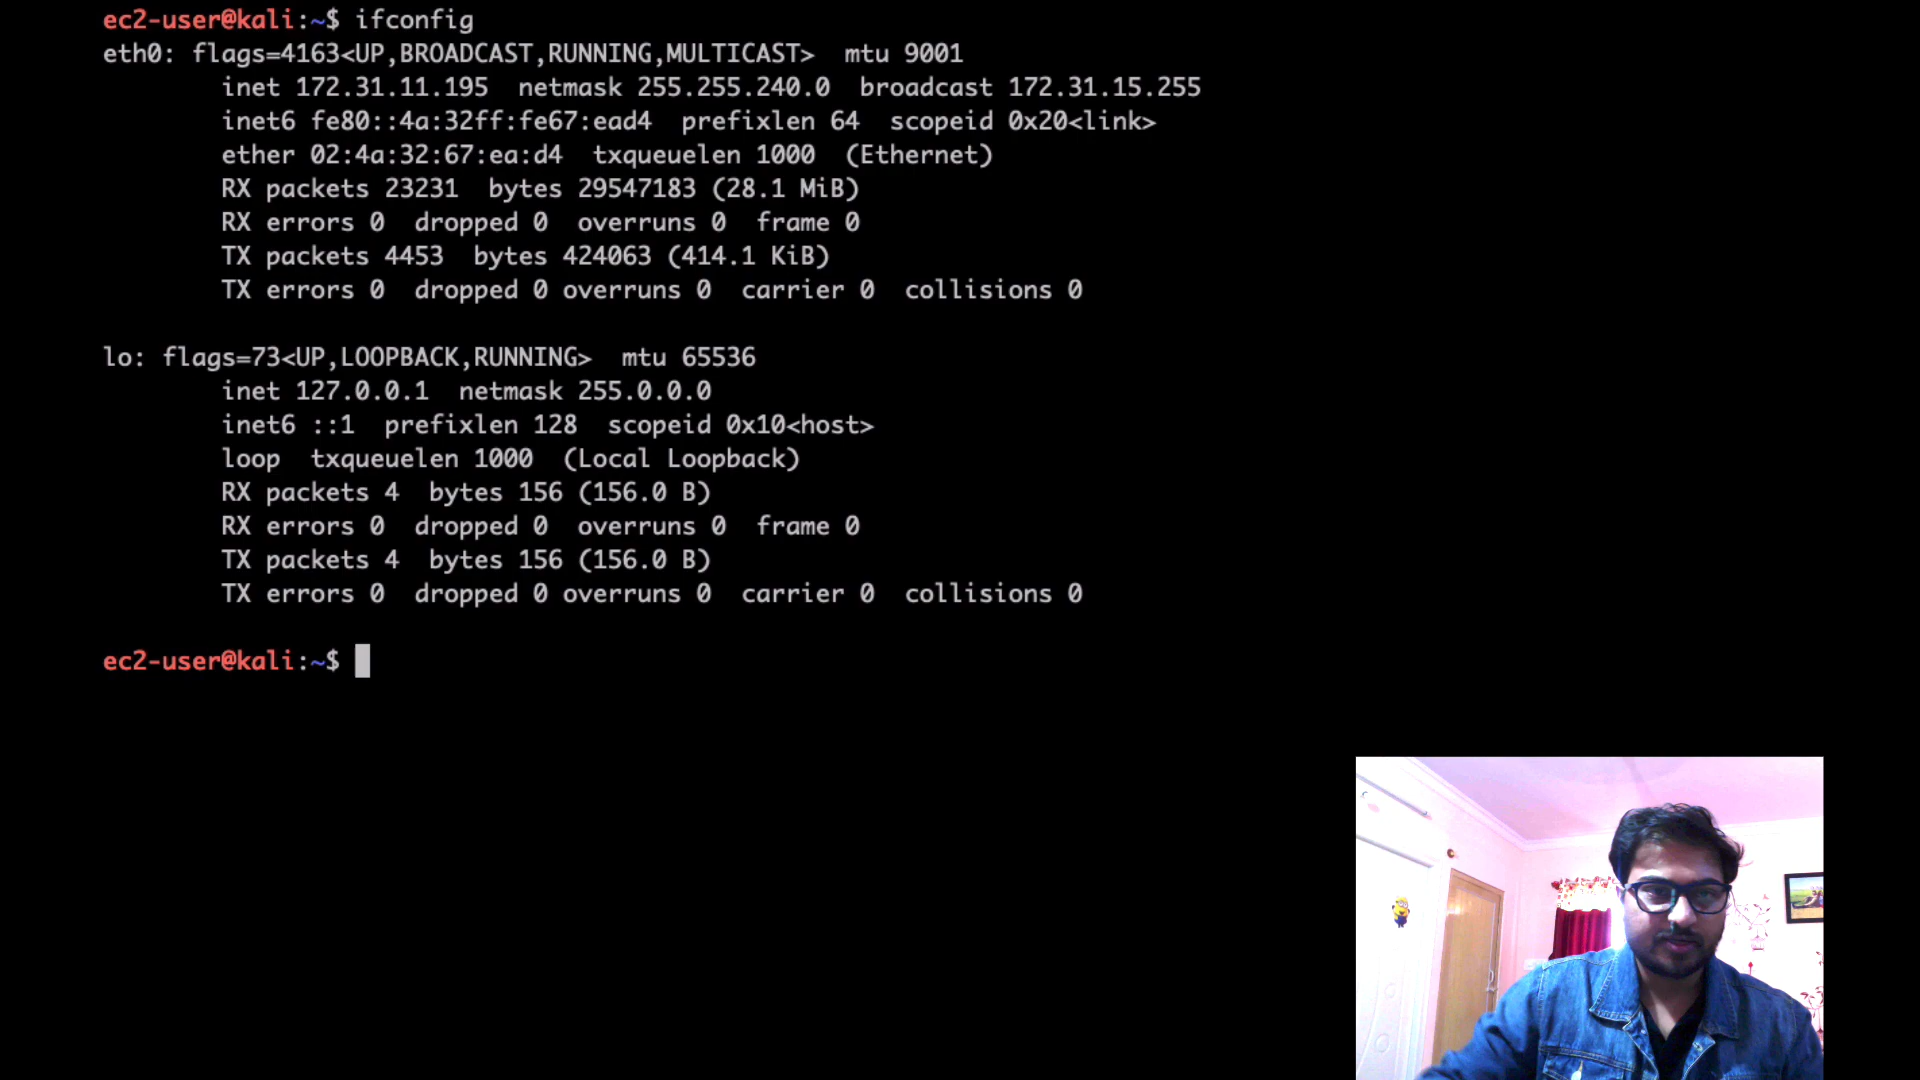 ec2-user@kali:~$ ifconfig
eth0: flags=4163<UP,BROADCAST,RUNNING,MULTICAST>  mtu 9001
        inet 172.31.11.195  netmask 255.255.240.0  broadcast 172.31.15.255
        inet6 fe80::4a:32ff:fe67:ead4  prefixlen 64  scopeid 0x20<link>
        ether 02:4a:32:67:ea:d4  txqueuelen 1000  (Ethernet)
        RX packets 23231  bytes 29547183 (28.1 MiB)
        RX errors 0  dropped 0  overruns 0  frame 0
        TX packets 4453  bytes 424063 (414.1 KiB)
        TX errors 0  dropped 0 overruns 0  carrier 0  collisions 0

lo: flags=73<UP,LOOPBACK,RUNNING>  mtu 65536
        inet 127.0.0.1  netmask 255.0.0.0
        inet6 ::1  prefixlen 128  scopeid 0x10<host>
        loop  txqueuelen 1000  (Local Loopback)
        RX packets 4  bytes 156 (156.0 B)
        RX errors 0  dropped 0  overruns 0  frame 0
        TX packets 4  bytes 156 (156.0 B)
        TX errors 0  dropped 0 overruns 0  carrier 0  collisions 0

ec2-user@kali:~$